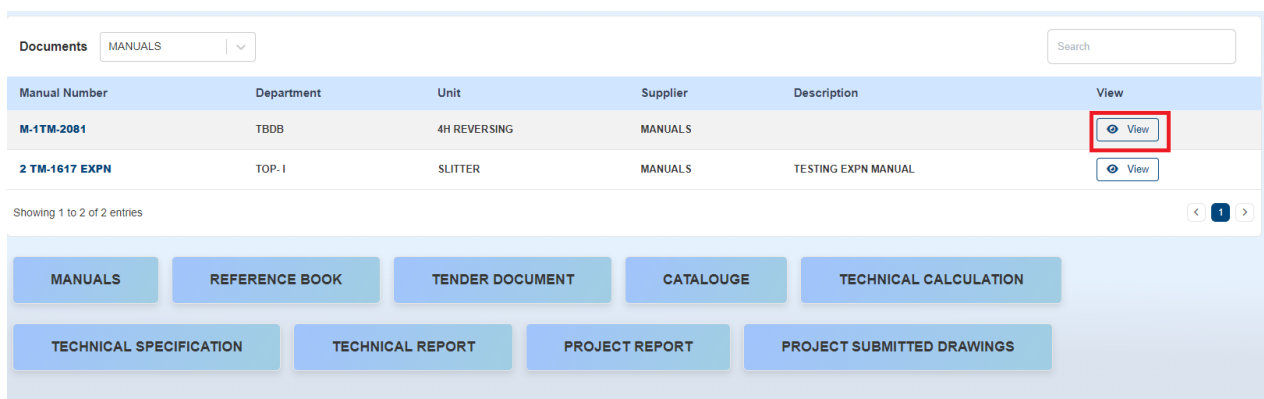 Documents MANUALS Search
Manual Number Department Unit Supplier Description View
M-1TM-2081 TBDB 4H REVERSING MANUALS View
2 TM-1617 EXPN TOP- I SLITTER MANUALS TESTING EXPN MANUAL View
Showing 1 to 2 of 2 entries 1
MANUALS REFERENCE BOOK TENDER DOCUMENT CATALOUGE TECHNICAL CALCULATION
TECHNICAL SPECIFICATION TECHNICAL REPORT PROJECT REPORT PROJECT SUBMITTED DRAWINGS